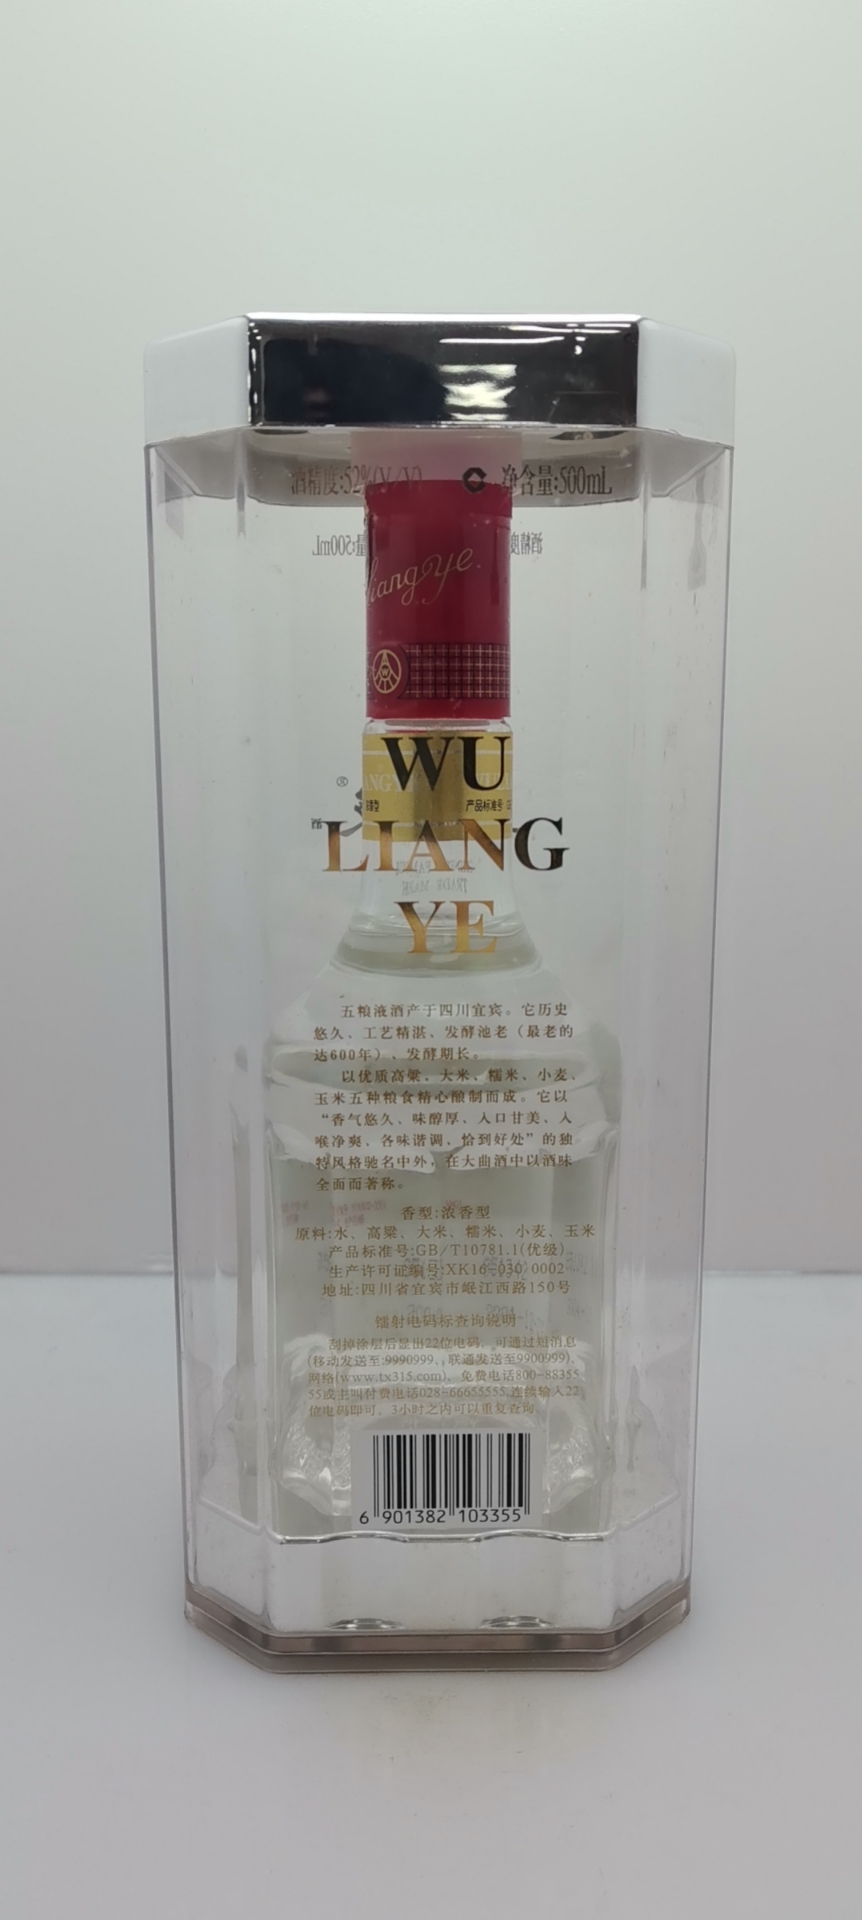 酒精度:52%(V/V) 净含量:500mL
liangye.
W
WU
产品标准号:
®
LIANG
TRADE MARK
YE
五粮液酒产于四川宜宾。它历史
悠久、工艺精湛、发酵池老（最老的
达600年）、发酵期长。
以优质高粱、大米、糯米、小麦、
玉米五种粮食精心酿制而成。它以
“香气悠久、味醇厚、入口甘美、入
喉净爽、各味谐调、恰到好处”的独
特风格驰名中外，在大曲酒中以酒味
全面而著称。
香型:浓香型
原料:水、高粱、大米、糯米、小麦、玉米
产品标准号:GB/T10781.1(优级)
生产许可证编号:XK16-030 0002
地址:四川省宜宾市岷江西路150号
镭射电码标查询说明
刮掉涂层后显出22位电码，可通过短消息
(移动发送至:9990999、联通发送至9900999)、
网络(www.tx315.com)，免费电话800-88355
55或主叫付费电话028-66655555,连续输入22
位电码即可，3小时之内可以重复查询。
6 901382 103355